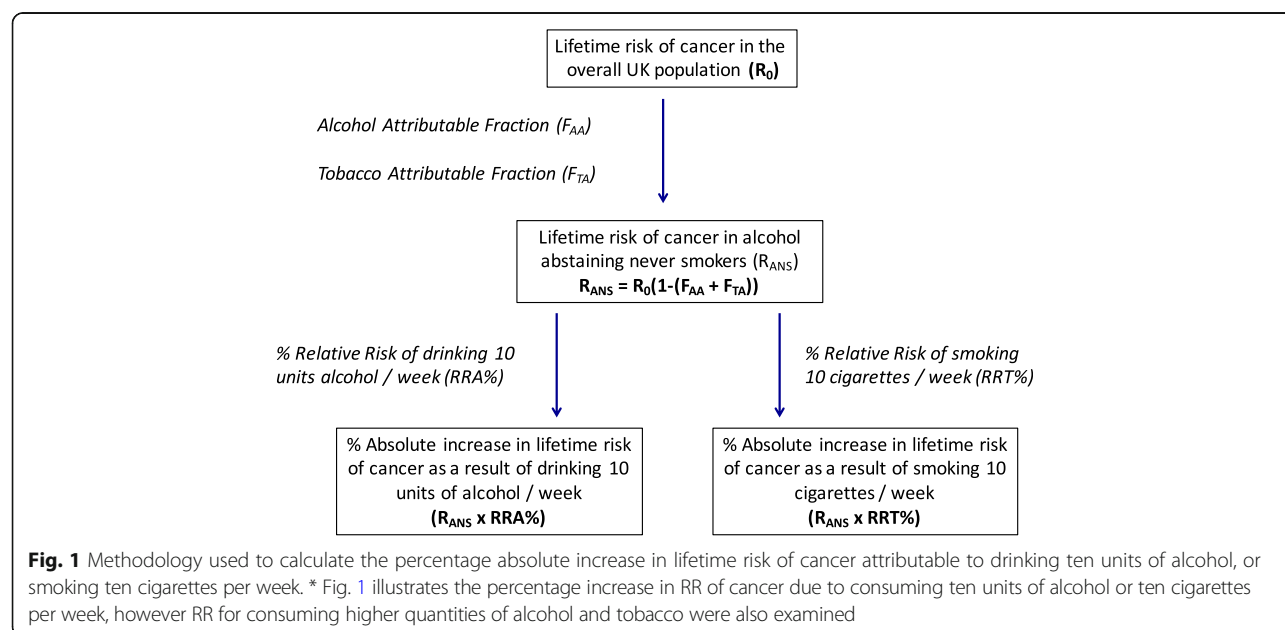 Lifetime risk of cancer in the
overall UK population (R0)
Alcohol Attributable Fraction (FAA)
Tobacco Attributable Fraction (FTA)
Lifetime risk of cancer in alcohol
abstaining never smokers (RANS)
RANS = R0(1-(FAA + FTA))
% Relative Risk of drinking 10
units alcohol / week (RRA%)
% Relative Risk of smoking
10 cigarettes / week (RRT%)
% Absolute increase in lifetime risk
of cancer as a result of drinking 10
units of alcohol / week
(RANS x RRA%)
% Absolute increase in lifetime risk
of cancer as a result of smoking 10
cigarettes / week
(RANS x RRT%)
Fig. 1 Methodology used to calculate the percentage absolute increase in lifetime risk of cancer attributable to drinking ten units of alcohol, or
smoking ten cigarettes per week. * Fig. 1 illustrates the percentage increase in RR of cancer due to consuming ten units of alcohol or ten cigarettes
per week, however RR for consuming higher quantities of alcohol and tobacco were also examined